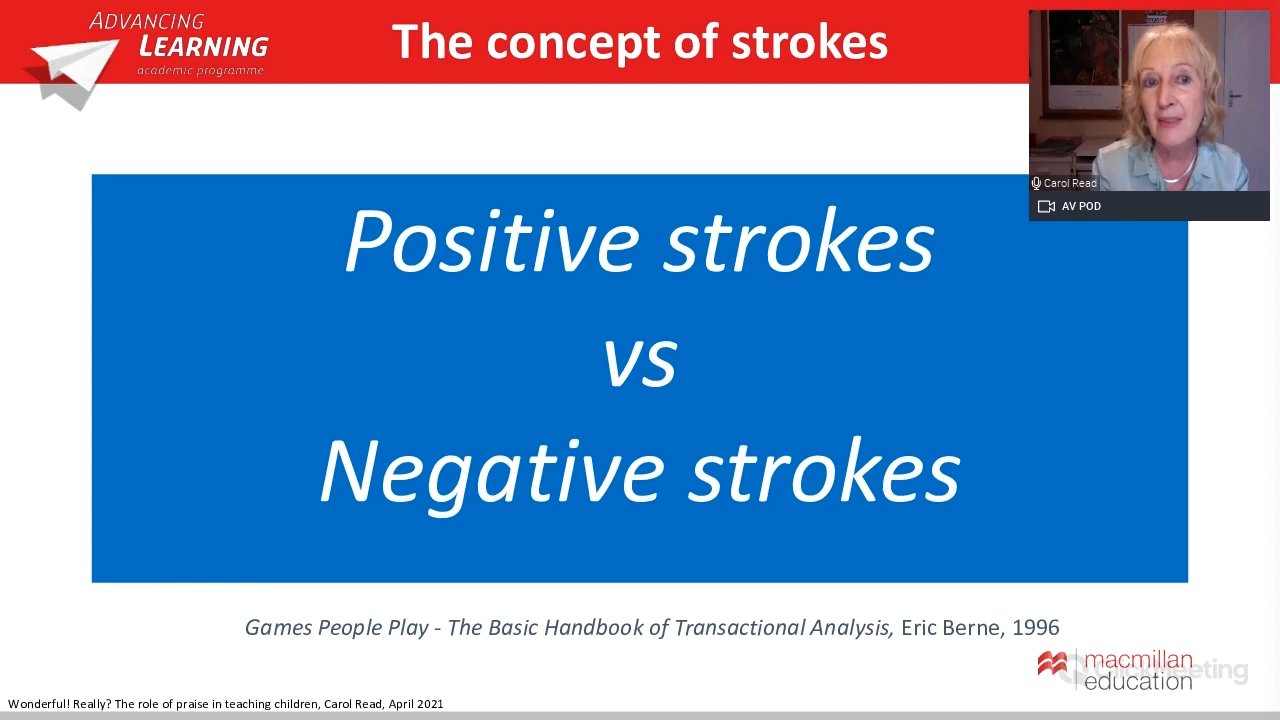 ADVANCING
LEARNING
academic programme
The concept of strokes
Carol Read
AV POD
Positive strokes
vs
Negative strokes
Games People Play - The Basic Handbook of Transactional Analysis, Eric Berne, 1996
macmillan
education
ClickMeeting
Wonderful! Really? The role of praise in teaching children, Carol Read, April 2021